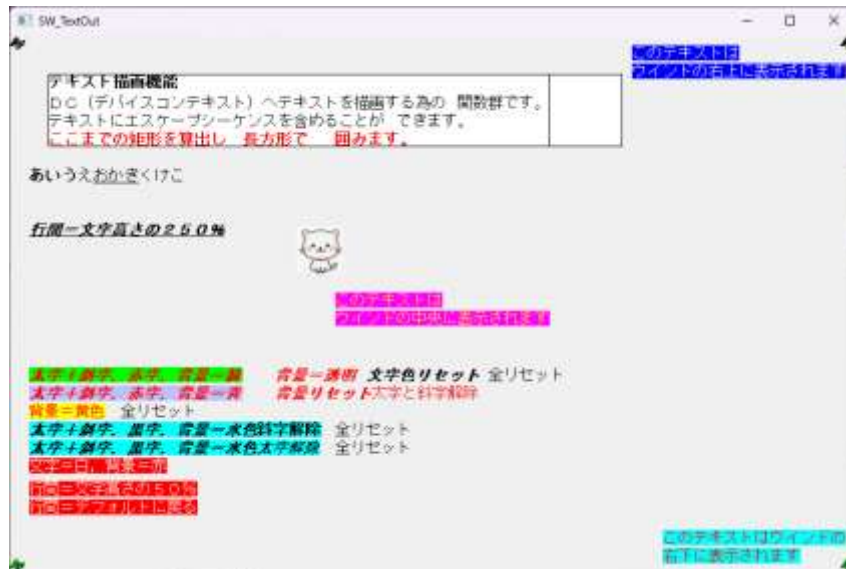 SW_TextOut
このテキストは
ウインドの右上に表示されます
テキスト描画機能
DC（デバイスコンテキスト）へテキストを描画する為の 関数群です。
テキストにエスケープシーケンスを含めることが できます。
ここまでの矩形を算出し 長方形で 囲みます。
あいうえおかきくけこ
行間＝文字高さの２５０％
このテキストは
ウインドの中央に表示されます
太字＋斜字、赤字、背景＝緑 背景＝透明 文字色リセット 全リセット
太字＋斜字、赤字、背景＝青 背景リセット太字と斜字解除
背景＝黄色 全リセット
太字＋斜字、黒字、背景＝水色斜字解除 全リセット
太字＋斜字、黒字、背景＝水色太字解除 全リセット
文字＝白、背景＝赤
行間＝文字高さの５０％
行間＝デフォルトに戻る
このテキストはウインドの
右下に表示されます